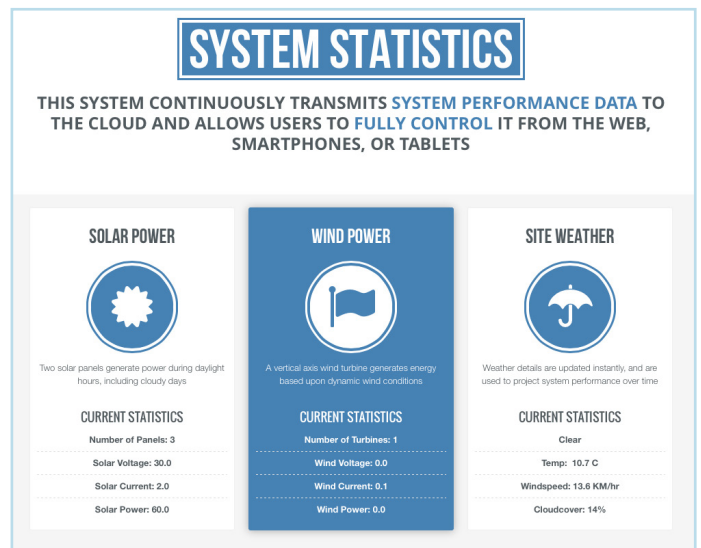 SYSTEM STATISTICS
THIS SYSTEM CONTINUOUSLY TRANSMITS SYSTEM PERFORMANCE DATA TO
THE CLOUD AND ALLOWS USERS TO FULLY CONTROL IT FROM THE WEB,
SMARTPHONES, OR TABLETS
SOLAR POWER
Two solar panels generate power during daylight
hours, including cloudy days
CURRENT STATISTICS
Number of Panels: 3
Solar Voltage: 30.0
Solar Current: 2.0
Solar Power: 60.0
WIND POWER
A vertical axis wind turbine generates energy
based upon dynamic wind conditions
CURRENT STATISTICS
Number of Turbines: 1
Wind Voltage: 0.0
Wind Current: 0.1
Wind Power: 0.0
SITE WEATHER
Weather details are updated instantly, and are
used to project system performance over time
CURRENT STATISTICS
Clear
Temp: 10.7 C
Windspeed: 13.6 KM/hr
Cloudcover: 14%